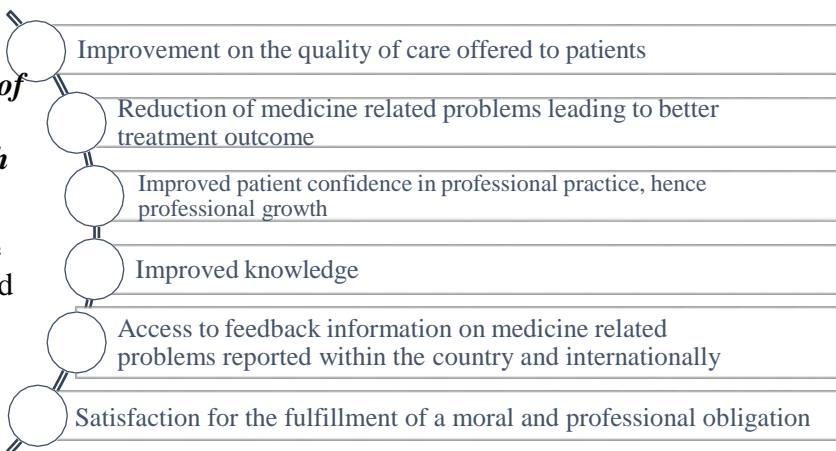 Improvement on the quality of care offered to patients
of
Reduction of medicine related problems leading to better
treatment outcome
Improved patient confidence in professional practice, hence
professional growth
Improved knowledge
Access to feedback information on medicine related
problems reported within the country and internationally
Satisfaction for the fulfillment of a moral and professional obligation